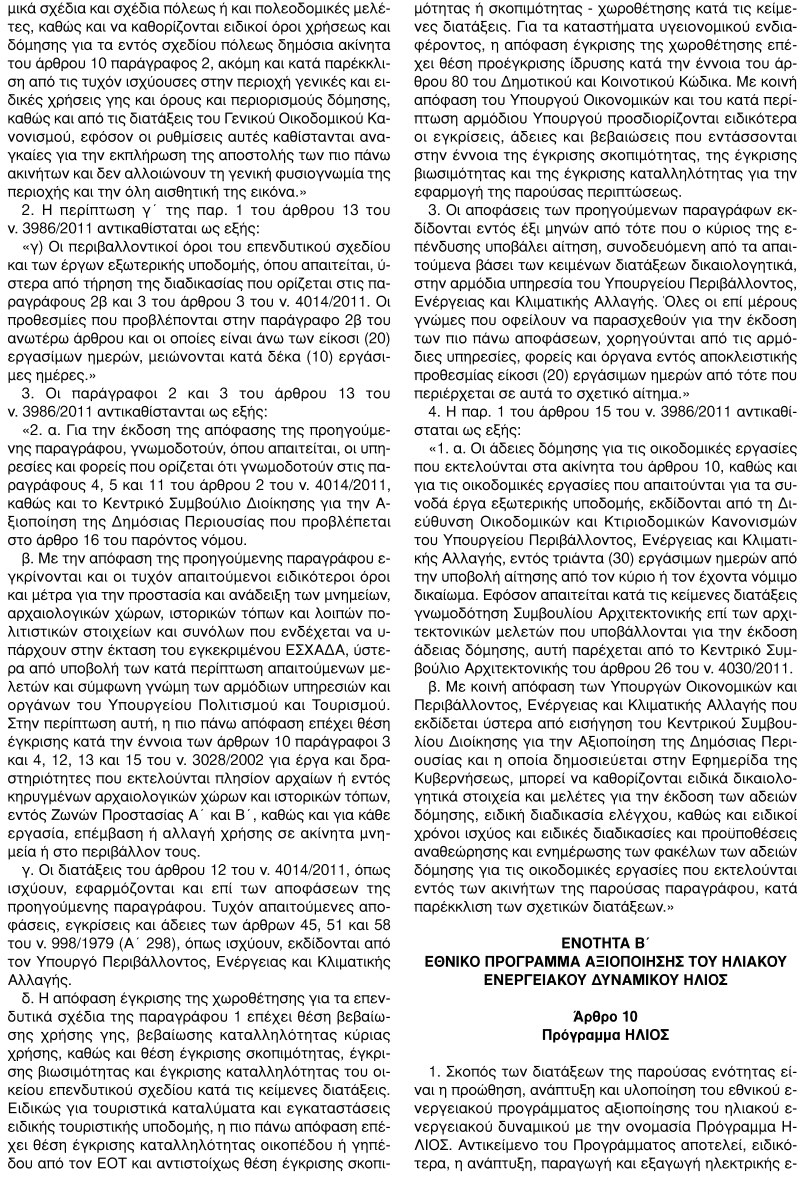 μικά σχέδια και σχέδια πόλεως ή και πολεοδομικές μελέ-
τες, καθώς και να καθορίζονται ειδικοί όροι χρήσεως και
δόμησης για τα εντός σχεδίου πόλεως δημόσια ακίνητα
του άρθρου 10 παράγραφος 2, ακόμη και κατά παρέκκλι-
ση από τις τυχόν ισχύουσες στην περιοχή γενικές και ει-
δικές χρήσεις γης και όρους και περιορισμούς δόμησης,
καθώς και από τις διατάξεις του Γενικού Οικοδομικού Κα-
νονισμού, εφόσον οι ρυθμίσεις αυτές καθίστανται ανα-
γκαίες για την εκπλήρωση της αποστολής των πιο πάνω
ακινήτων και δεν αλλοιώνουν τη γενική φυσιογνωμία της
περιοχής και την όλη αισθητική της εικόνα.»
2. Η περίπτωση γ΄ της παρ. 1 του άρθρου 13 του
ν. 3986/2011 αντικαθίσταται ως εξής:
«γ) Οι περιβαλλοντικοί όροι του επενδυτικού σχεδίου
και των έργων εξωτερικής υποδομής, όπου απαιτείται, ύ-
στερα από τήρηση της διαδικασίας που ορίζεται στις πα-
ραγράφους 2β και 3 του άρθρου 3 του ν. 4014/2011. Οι
προθεσμίες που προβλέπονται στην παράγραφο 2β του
ανωτέρω άρθρου και οι οποίες είναι άνω των είκοσι (20)
εργασίμων ημερών, μειώνονται κατά δέκα (10) εργάσι-
μες ημέρες.»
3. Οι παράγραφοι 2 και 3 του άρθρου 13 του
ν. 3986/2011 αντικαθίστανται ως εξής:
«2. α. Για την έκδοση της απόφασης της προηγούμε-
νης παραγράφου, γνωμοδοτούν, όπου απαιτείται, οι υπη-
ρεσίες και φορείς που ορίζεται ότι γνωμοδοτούν στις πα-
ραγράφους 4, 5 και 11 του άρθρου 2 του ν. 4014/2011,
καθώς και το Κεντρικό Συμβούλιο Διοίκησης για την Α-
ξιοποίηση της Δημόσιας Περιουσίας που προβλέπεται
στο άρθρο 16 του παρόντος νόμου.
β. Με την απόφαση της προηγούμενης παραγράφου ε-
γκρίνονται και οι τυχόν απαιτούμενοι ειδικότεροι όροι
και μέτρα για την προστασία και ανάδειξη των μνημείων,
αρχαιολογικών χώρων, ιστορικών τόπων και λοιπών πο-
λιτιστικών στοιχείων και συνόλων που ενδέχεται να υ-
πάρχουν στην έκταση του εγκεκριμένου ΕΣΧΑΔΑ, ύστε-
ρα από υποβολή των κατά περίπτωση απαιτούμενων με-
λετών και σύμφωνη γνώμη των αρμόδιων υπηρεσιών και
οργάνων του Υπουργείου Πολιτισμού και Τουρισμού.
Στην περίπτωση αυτή, η πιο πάνω απόφαση επέχει θέση
έγκρισης κατά την έννοια των άρθρων 10 παράγραφοι 3
και 4, 12, 13 και 15 του ν. 3028/2002 για έργα και δρα-
στηριότητες που εκτελούνται πλησίον αρχαίων ή εντός
κηρυγμένων αρχαιολογικών χώρων και ιστορικών τόπων,
εντός Ζωνών Προστασίας Α΄ και Β΄, καθώς και για κάθε
εργασία, επέμβαση ή αλλαγή χρήσης σε ακίνητα μνη-
μεία ή στο περιβάλλον τους.
γ. Οι διατάξεις του άρθρου 12 του ν. 4014/2011, όπως
ισχύουν, εφαρμόζονται και επί των αποφάσεων της
προηγούμενης παραγράφου. Τυχόν απαιτούμενες απο-
φάσεις, εγκρίσεις και άδειες των άρθρων 45, 51 και 58
του ν. 998/1979 (Α΄ 298), όπως ισχύουν, εκδίδονται από
τον Υπουργό Περιβάλλοντος, Ενέργειας και Κλιματικής
Αλλαγής.
δ. Η απόφαση έγκρισης της χωροθέτησης για τα επεν-
δυτικά σχέδια της παραγράφου 1 επέχει θέση βεβαίω-
σης χρήσης γης, βεβαίωσης καταλληλότητας κύριας
χρήσης, καθώς και θέση έγκρισης σκοπιμότητας, έγκρι-
σης βιωσιμότητας και έγκρισης καταλληλότητας του οι-
κείου επενδυτικού σχεδίου κατά τις κείμενες διατάξεις.
Ειδικώς για τουριστικά καταλύματα και εγκαταστάσεις
ειδικής τουριστικής υποδομής, η πιο πάνω απόφαση επέ-
χει θέση έγκρισης καταλληλότητας οικοπέδου ή γηπέ-
δου από τον ΕΟΤ και αντιστοίχως θέση έγκρισης σκοπι-
μότητας ή σκοπιμότητας - χωροθέτησης κατά τις κείμε-
νες διατάξεις. Για τα καταστήματα υγειονομικού ενδια-
φέροντος, η απόφαση έγκρισης της χωροθέτησης επέ-
χει θέση προέγκρισης ίδρυσης κατά την έννοια του άρ-
θρου 80 του Δημοτικού και Κοινοτικού Κώδικα. Με κοινή
απόφαση του Υπουργού Οικονομικών και του κατά περί-
πτωση αρμόδιου Υπουργού προσδιορίζονται ειδικότερα
οι εγκρίσεις, άδειες και βεβαιώσεις που εντάσσονται
στην έννοια της έγκρισης σκοπιμότητας, της έγκρισης
βιωσιμότητας και της έγκρισης καταλληλότητας για την
εφαρμογή της παρούσας περιπτώσεως.
3. Οι αποφάσεις των προηγούμενων παραγράφων εκ-
δίδονται εντός έξι μηνών από τότε που ο κύριος της ε-
πένδυσης υποβάλει αίτηση, συνοδευόμενη από τα απαι-
τούμενα βάσει των κειμένων διατάξεων δικαιολογητικά,
στην αρμόδια υπηρεσία του Υπουργείου Περιβάλλοντος,
Ενέργειας και Κλιματικής Αλλαγής. Όλες οι επί μέρους
γνώμες που οφείλουν να παρασχεθούν για την έκδοση
των πιο πάνω αποφάσεων, χορηγούνται από τις αρμό-
διες υπηρεσίες, φορείς και όργανα εντός αποκλειστικής
προθεσμίας είκοσι (20) εργάσιμων ημερών από τότε που
περιέρχεται σε αυτά το σχετικό αίτημα.»
4. Η παρ. 1 του άρθρου 15 του ν. 3986/2011 αντικαθί-
σταται ως εξής:
«1. α. Οι άδειες δόμησης για τις οικοδομικές εργασίες
που εκτελούνται στα ακίνητα του άρθρου 10, καθώς και
για τις οικοδομικές εργασίες που απαιτούνται για τα συ-
νοδά έργα εξωτερικής υποδομής, εκδίδονται από τη Δι-
εύθυνση Οικοδομικών και Κτιριοδομικών Κανονισμών
του Υπουργείου Περιβάλλοντος, Ενέργειας και Κλιματι-
κής Αλλαγής, εντός τριάντα (30) εργάσιμων ημερών από
την υποβολή αίτησης από τον κύριο ή τον έχοντα νόμιμο
δικαίωμα. Εφόσον απαιτείται κατά τις κείμενες διατάξεις
γνωμοδότηση Συμβουλίου Αρχιτεκτονικής επί των αρχι-
τεκτονικών μελετών που υποβάλλονται για την έκδοση
άδειας δόμησης, αυτή παρέχεται από το Κεντρικό Συμ-
βούλιο Αρχιτεκτονικής του άρθρου 26 του ν. 4030/2011.
β. Με κοινή απόφαση των Υπουργών Οικονομικών και
Περιβάλλοντος, Ενέργειας και Κλιματικής Αλλαγής που
εκδίδεται ύστερα από εισήγηση του Κεντρικού Συμβου-
λίου Διοίκησης για την Αξιοποίηση της Δημόσιας Περι-
ουσίας και η οποία δημοσιεύεται στην Εφημερίδα της
Κυβερνήσεως, μπορεί να καθορίζονται ειδικά δικαιολο-
γητικά στοιχεία και μελέτες για την έκδοση των αδειών
δόμησης, ειδική διαδικασία ελέγχου, καθώς και ειδικοί
χρόνοι ισχύος και ειδικές διαδικασίες και προϋποθέσεις
αναθεώρησης και ενημέρωσης των φακέλων των αδειών
δόμησης για τις οικοδομικές εργασίες που εκτελούνται
εντός των ακινήτων της παρούσας παραγράφου, κατά
παρέκκλιση των σχετικών διατάξεων.»
ΕΝΟΤΗΤΑ Β΄
ΕΘΝΙΚΟ ΠΡΟΓΡΑΜΜΑ ΑΞΙΟΠΟΙΗΣΗΣ ΤΟΥ ΗΛΙΑΚΟΥ
ΕΝΕΡΓΕΙΑΚΟΥ ΔΥΝΑΜΙΚΟΥ ΗΛΙΟΣ
Άρθρο 10
Πρόγραμμα ΗΛΙΟΣ
1. Σκοπός των διατάξεων της παρούσας ενότητας εί-
ναι η προώθηση, ανάπτυξη και υλοποίηση του εθνικού ε-
νεργειακού προγράμματος αξιοποίησης του ηλιακού ε-
νεργειακού δυναμικού με την ονομασία Πρόγραμμα Η-
ΛΙΟΣ. Αντικείμενο του Προγράμματος αποτελεί, ειδικό-
τερα, η ανάπτυξη, παραγωγή και εξαγωγή ηλεκτρικής ε-